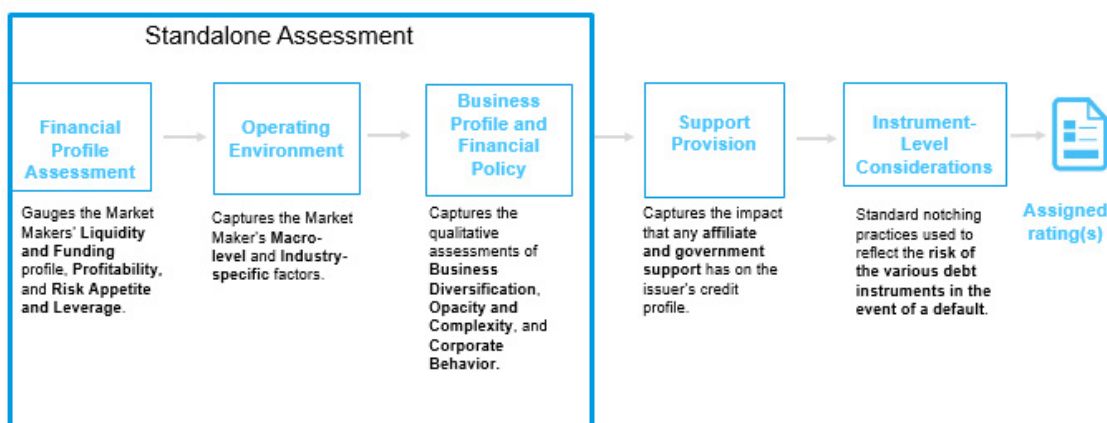 Standalone Assessment
Financial
Profile
Assessment
Gauges the Market
Makers' Liquidity
and Funding
profile, Profitability,
and Risk Appetite
and Leverage.
Operating
Environment
Captures the Market
Maker's Macro-
level and Industry-
specific factors.
Business
Profile and
Financial
Policy
Captures the
qualitative
assessments of
Business
Diversification,
Opacity and
Complexity, and
Corporate
Behavior.
Support
Provision
Captures the impact
that any affiliate
and government
support has on the
issuer's credit
profile.
Instrument-
Level
Considerations
Standard notching
practices used to
reflect the risk of
the various debt
instruments in the
event of a default.
Assigned
rating(s)